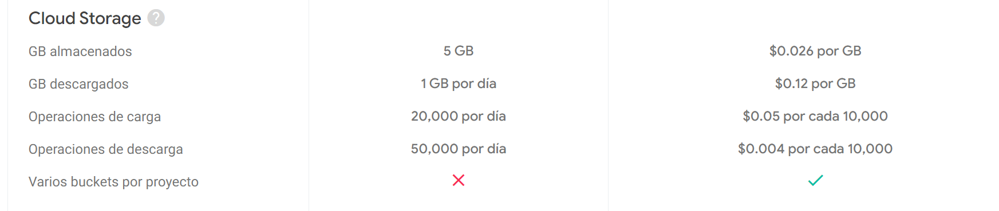 Cloud Storage ?
GB almacenados 5 GB $0.026 por GB
GB descargados 1 GB por día $0.12 por GB
Operaciones de carga 20,000 por día $0.05 por cada 10,000
Operaciones de descarga 50,000 por día $0.004 por cada 10,000
Varios buckets por proyecto